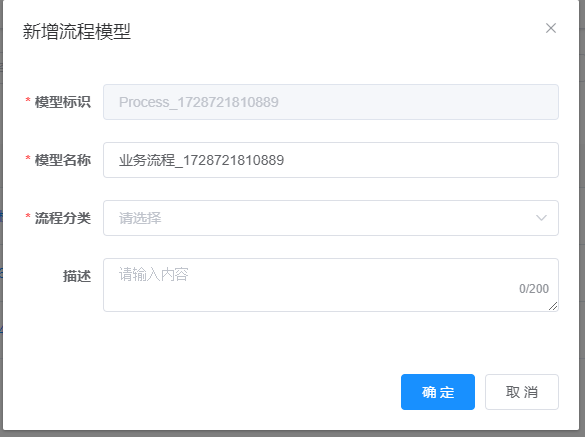 新增流程模型
* 模型标识 Process_1728721810889
* 模型名称 业务流程_1728721810889
* 流程分类 请选择
描述 请输入内容
0/200
确 定 取 消